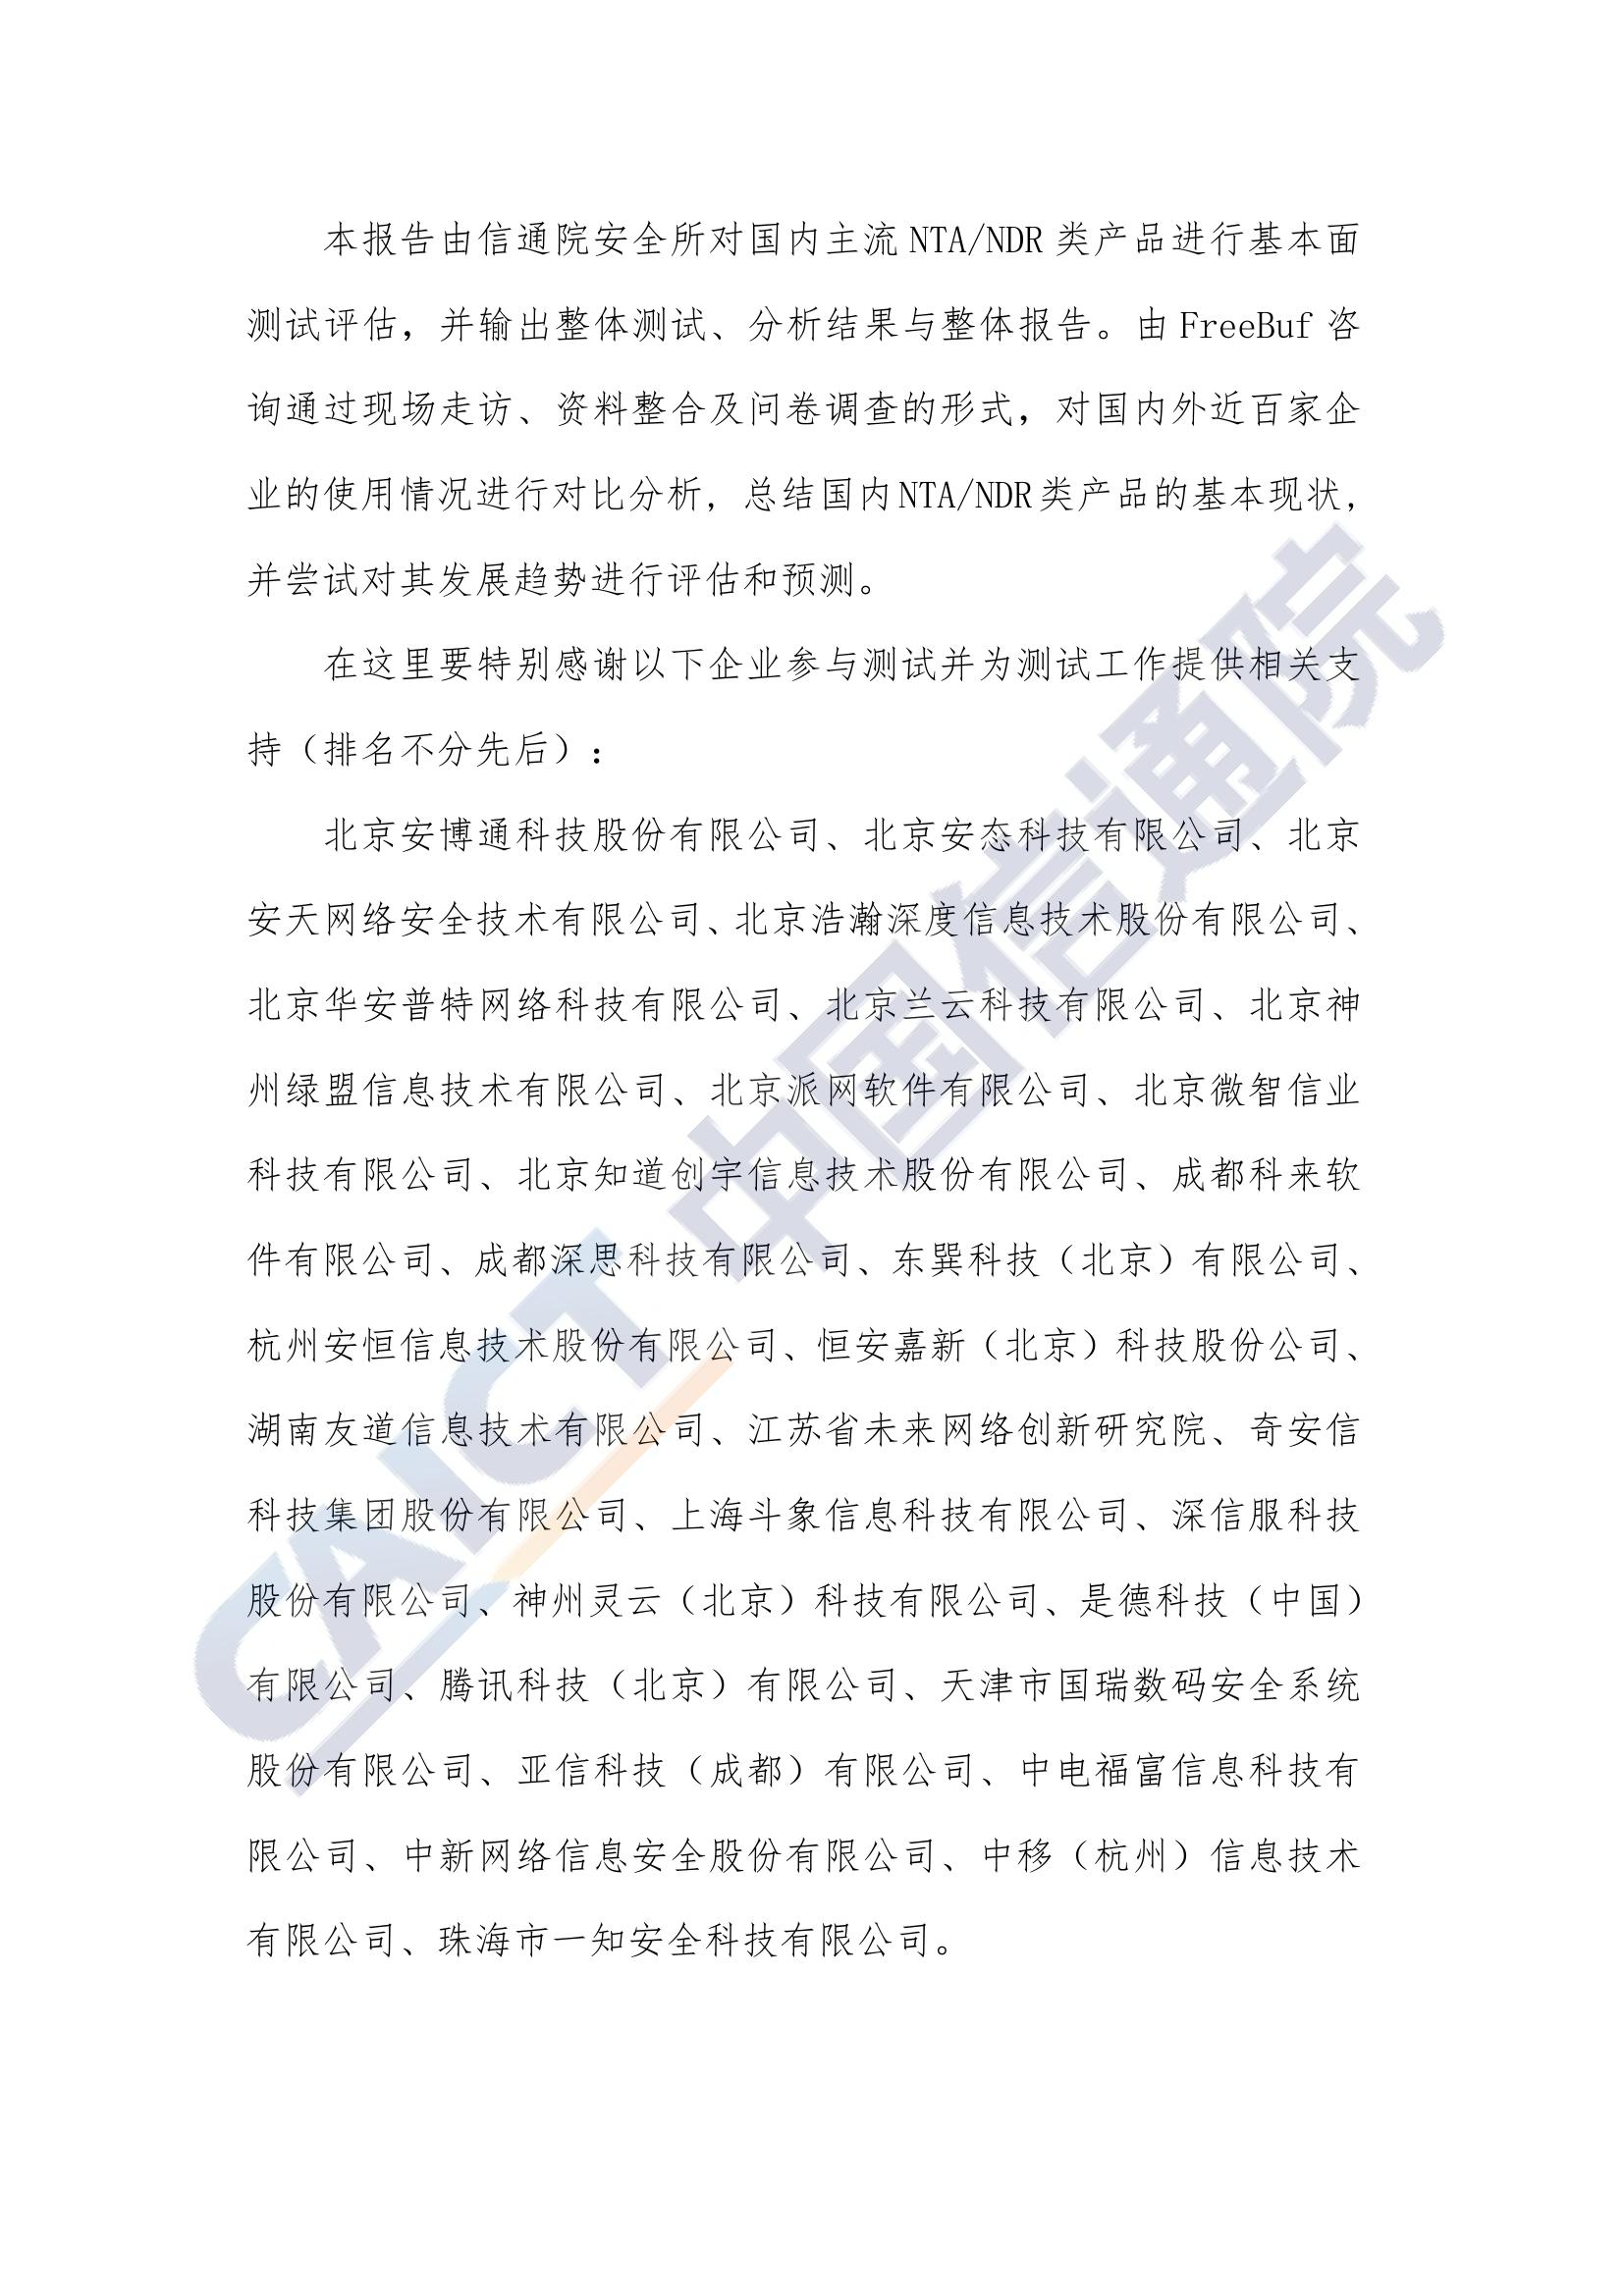 本报告由信通院安全所对国内主流 NTA/NDR 类产品进行基本面
测试评估，并输出整体测试、分析结果与整体报告。由 FreeBuf 咨
询通过现场走访、资料整合及问卷调查的形式，对国内外近百家企
业的使用情况进行对比分析，总结国内NTA/NDR类产品的基本现状，
并尝试对其发展趋势进行评估和预测。
在这里要特别感谢以下企业参与测试并为测试工作提供相关支
持（排名不分先后）：
北京安博通科技股份有限公司、北京安态科技有限公司、北京
安天网络安全技术有限公司、北京浩瀚深度信息技术股份有限公司、
北京华安普特网络科技有限公司、北京兰云科技有限公司、北京神
州绿盟信息技术有限公司、北京派网软件有限公司、北京微智信业
科技有限公司、北京知道创宇信息技术股份有限公司、成都科来软
件有限公司、成都深思科技有限公司、东巽科技（北京）有限公司、
杭州安恒信息技术股份有限公司、恒安嘉新（北京）科技股份公司、
湖南友道信息技术有限公司、江苏省未来网络创新研究院、奇安信
科技集团股份有限公司、上海斗象信息科技有限公司、深信服科技
股份有限公司、神州灵云（北京）科技有限公司、是德科技（中国）
有限公司、腾讯科技（北京）有限公司、天津市国瑞数码安全系统
股份有限公司、亚信科技（成都）有限公司、中电福富信息科技有
限公司、中新网络信息安全股份有限公司、中移（杭州）信息技术
有限公司、珠海市一知安全科技有限公司。
CAICT 中国信通院